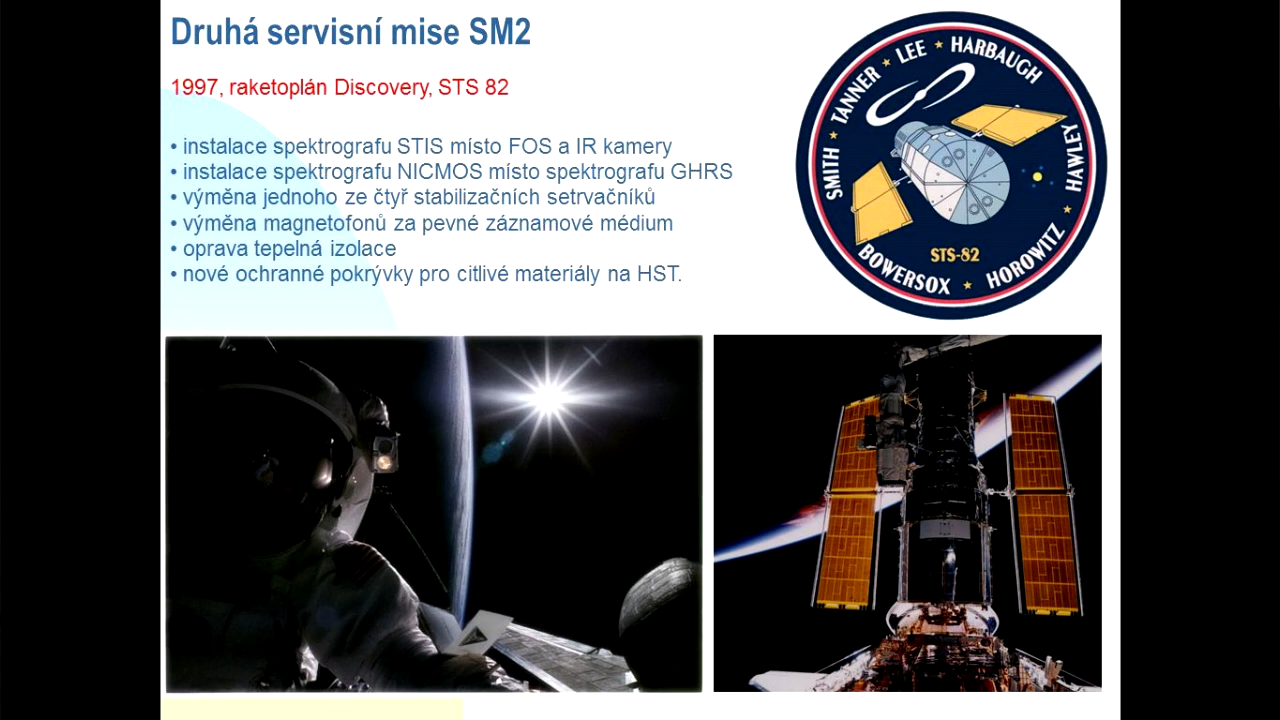 Druhá servisní mise SM2
1997, raketoplán Discovery, STS 82
• instalace spektrografu STIS místo FOS a IR kamery
• instalace spektrografu NICMOS místo spektrografu GHRS
• výměna jednoho ze čtyř stabilizačních setrvačníků
• výměna magnetofonů za pevné záznamové médium
• oprava tepelná izolace
• nové ochranné pokrývky pro citlivé materiály na HST.
SMITH ★ TANNER ★ LEE ★ HARBAUGH
HAWLEY ★
BOWERSOX ★ HOROWITZ
STS-82